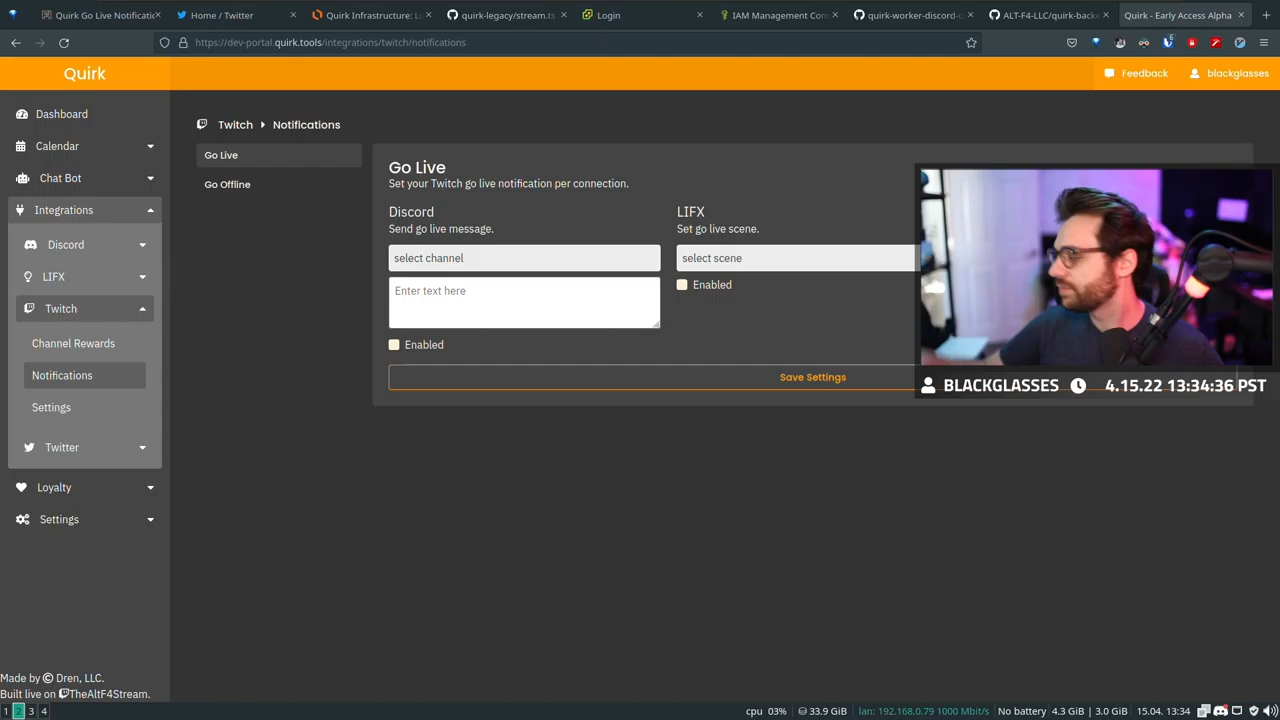 Quirk Go Live Notificatio
Home / Twitter
Quirk Infrastructure: L
quirk-legacy/stream.ts
Login
IAM Management Con
quirk-worker-discord-c
ALT-F4-LLC/quirk-backe
Quirk - Early Access Alpha
https://dev-portal.quirk.tools/integrations/twitch/notifications
6
Quirk
Feedback
blackglasses
Dashboard
Calendar
Chat Bot
Integrations
Discord
LIFX
Twitch
Channel Rewards
Notifications
Settings
Twitter
Loyalty
Settings
Made by © Dren, LLC.
Built live on TheAltF4Stream.
Twitch
Notifications
Go Live
Go Offline
Go Live
Set your Twitch go live notification per connection.
Discord
Send go live message.
select channel
Enter text here
Enabled
LIFX
Set go live scene.
select scene
Enabled
Save Settings
BLACKGLASSES 4.15.22 13:34:36 PST
1 2 3 4
cpu 03% 33.9 GiB lan: 192.168.0.79 1000 Mbit/s No battery 4.3 GiB | 3.0 GiB 15.04. 13:34